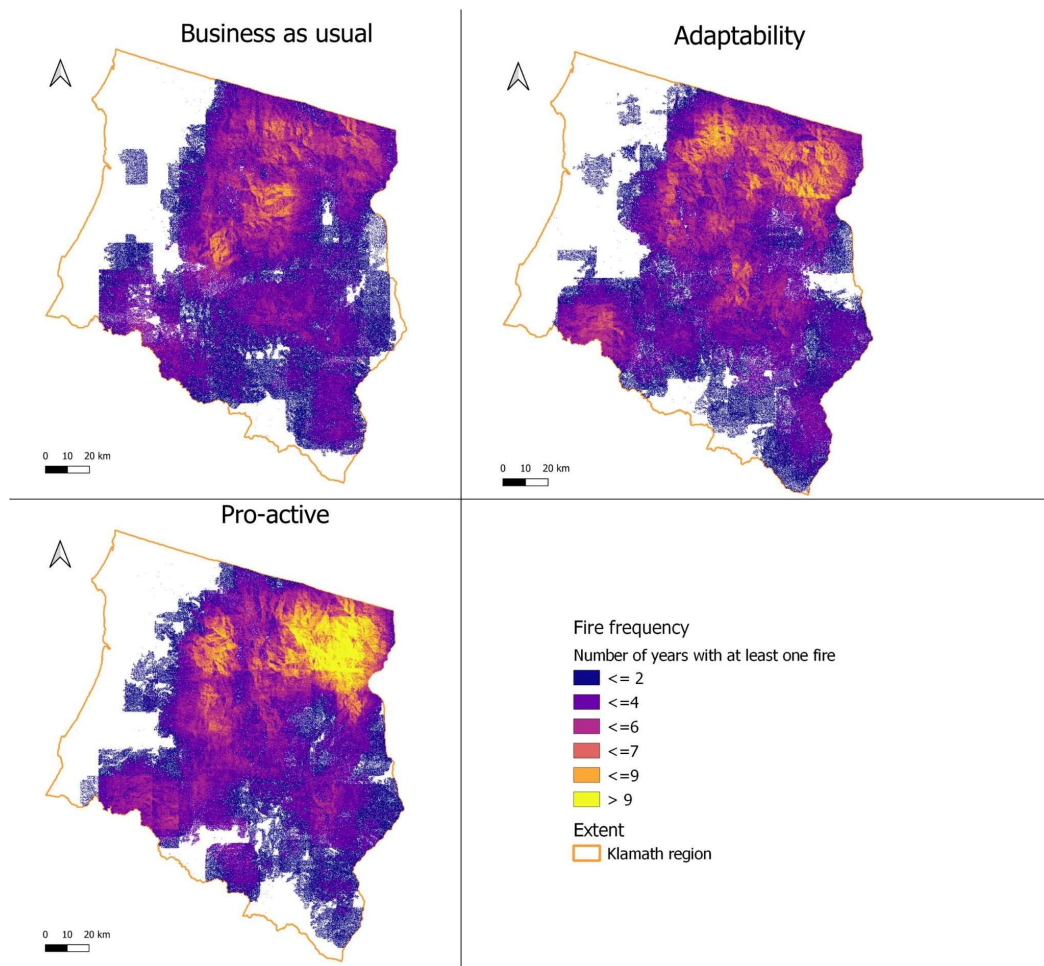 Business as usual
0 10 20 km
Adaptability
0 10 20 km
Pro-active
0 10 20 km
Fire frequency
Number of years with at least one fire
<= 2
<=4
<=6
<=7
<=9
> 9
Extent
Klamath region